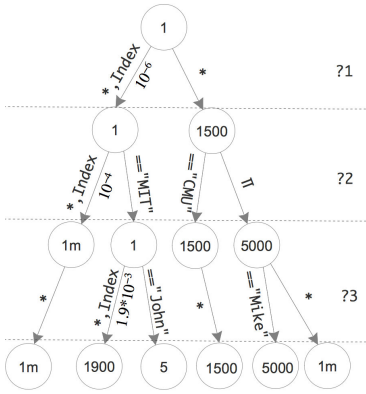 1
*,Index
10⁻⁶
*
?1
1
1500
*,Index
10⁻⁴
=="MIT"
=="CMU"
π
?2
1m
1
1500
5000
*
*,Index
1.9*10⁻³
=="John"
*
=="Mike"
*
?3
1m
1900
5
1500
5000
1m